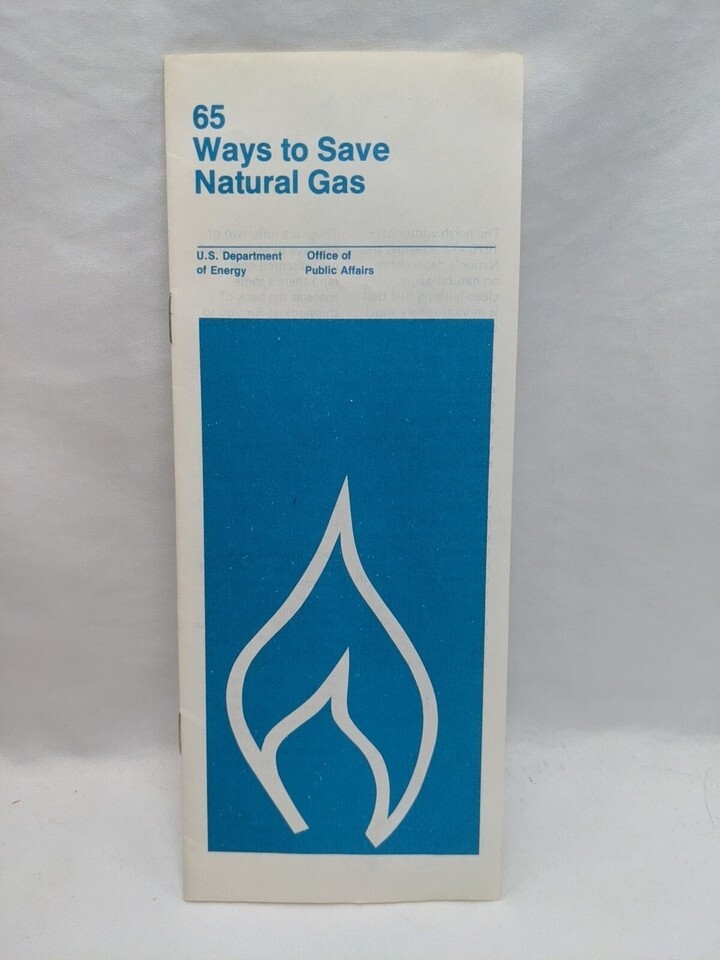 65
Ways to Save
Natural Gas
U.S. Department
of Energy
Office of
Public Affairs